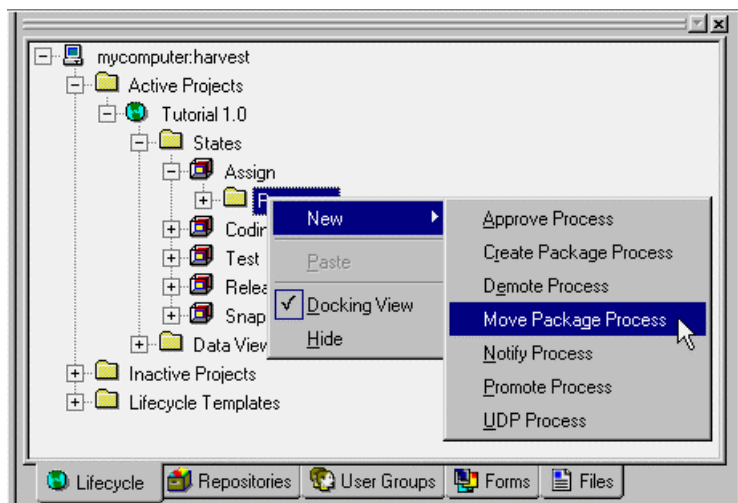 mycomputer:harvest
Active Projects
Tutorial 1.0
States
Assign
New
Approve Process
Create Package Process
Demote Process
Move Package Process
Notify Process
Promote Process
UDP Process
Paste
Docking View
Hide
Test
Data View
Inactive Projects
Lifecycle Templates
Lifecycle
Repositories
User Groups
Forms
Files